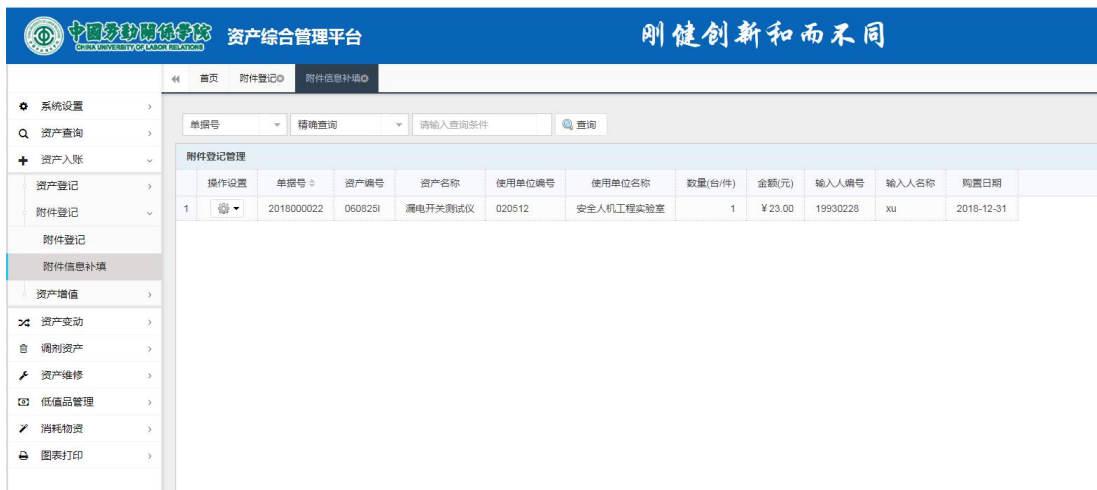 中国劳動關係学院
CHINA UNIVERSITY OF LABOR RELATIONS
资产综合管理平台
刚健创新和而不同
首页 附件登记 附件信息补填
系统设置
资产查询
资产入账
资产登记
附件登记
附件登记
附件信息补填
资产增值
资产变动
调剂资产
资产维修
低值品管理
消耗物资
图表打印
单据号 精确查询 请输入查询条件 查询
附件登记管理
操作设置 单据号 资产编号 资产名称 使用单位编号 使用单位名称 数量(台/件) 金额(元) 输入人编号 输入人名称 购置日期
1 2018000022 060825I 漏电开关测试仪 020512 安全人机工程实验室 1 ￥23.00 19930228 xu 2018-12-31